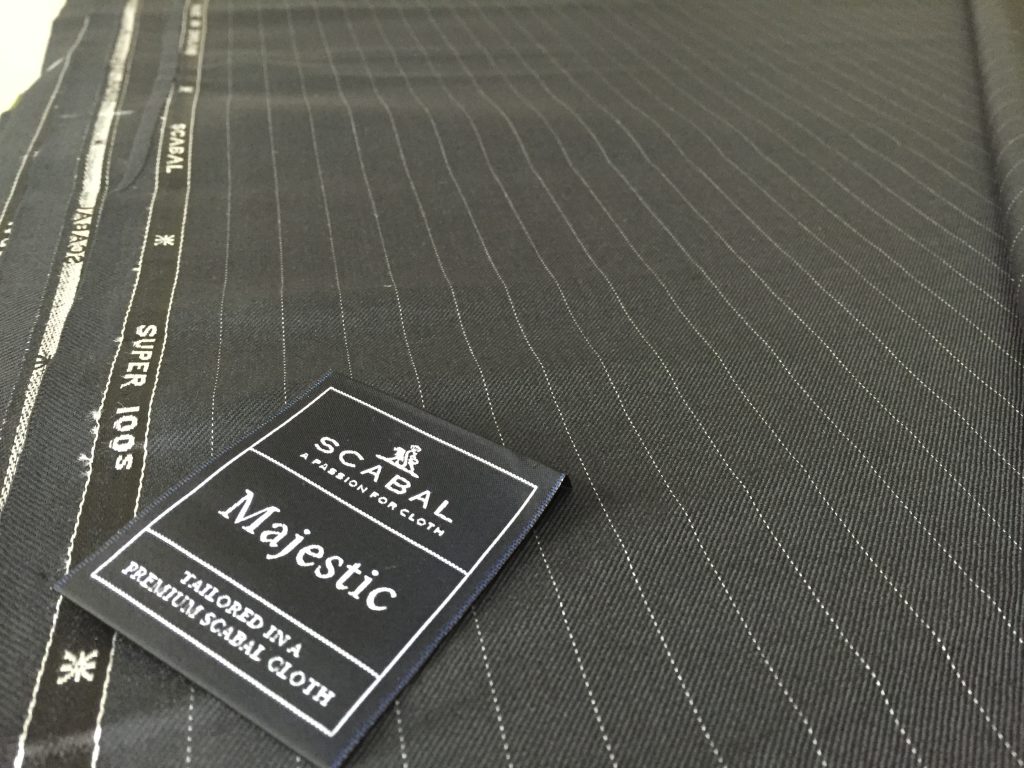 SCABAL
SUPER 100s
SCABAL
A PASSION FOR CLOTH
Majestic
TAILORED IN A
PREMIUM SCABAL CLOTH